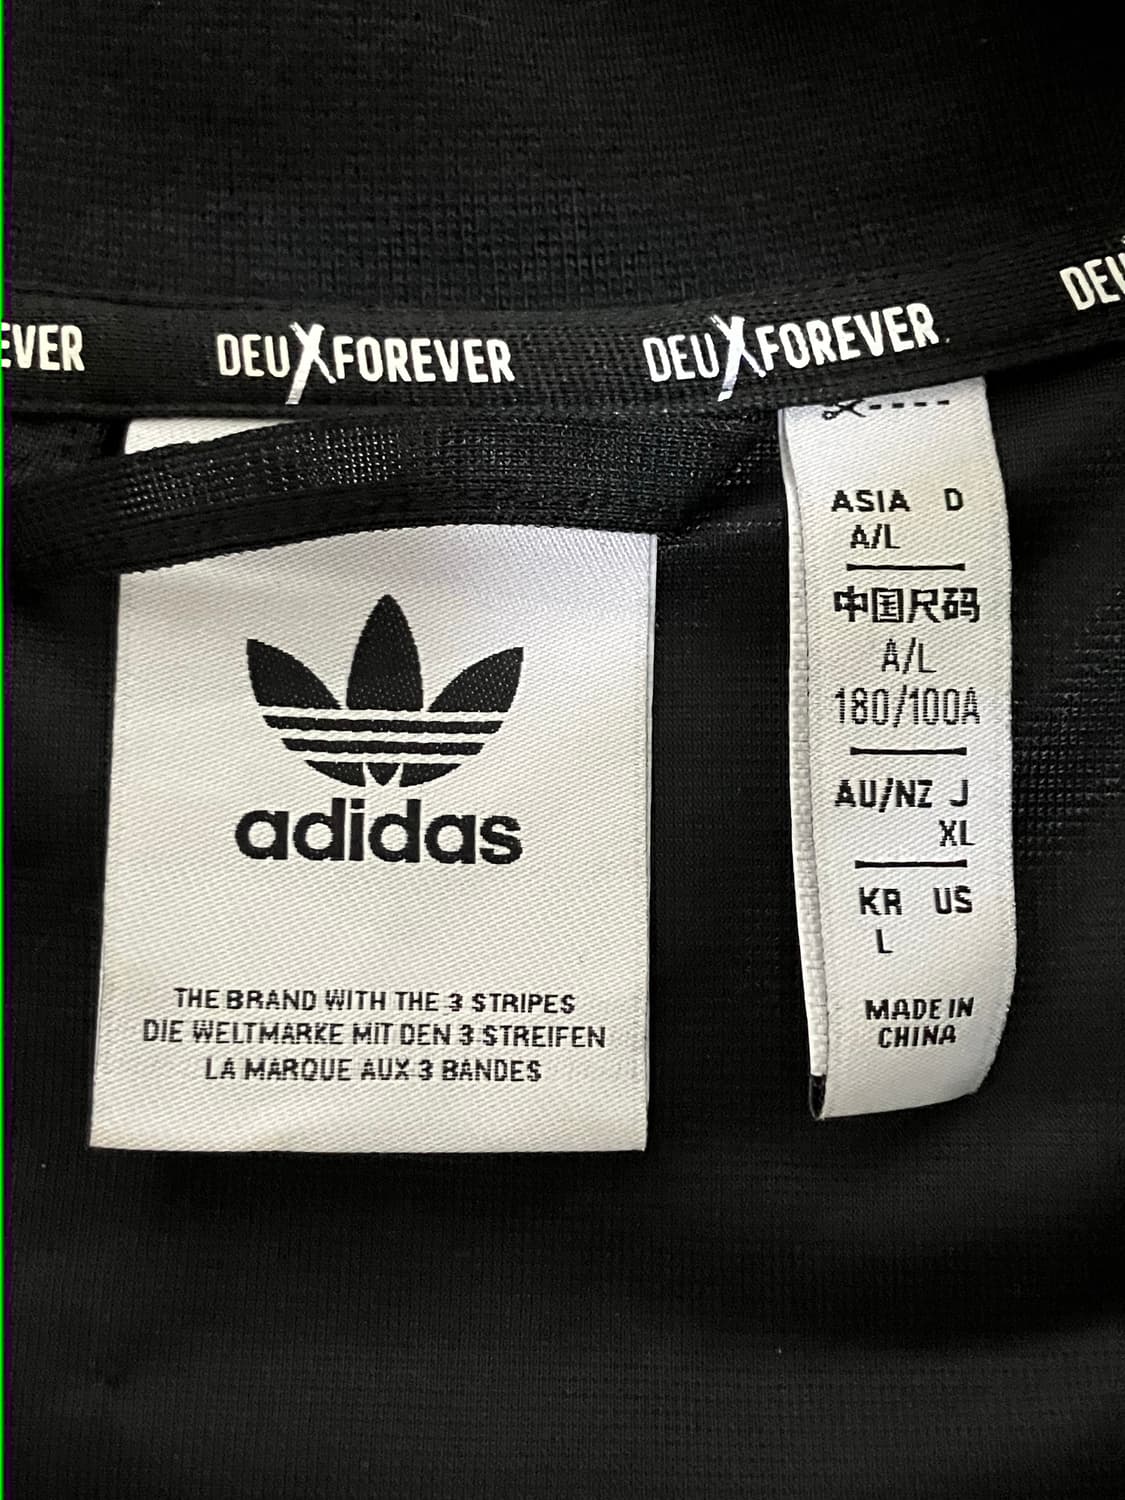 EVER DEUXFOREVER DEUXFOREVER. DEU
adidas
THE BRAND WITH THE 3 STRIPES
DIE WELTMARKE MIT DEN 3 STREIFEN
LA MARQUE AUX 3 BANDES
ASIA D
A/L
中国尺码
A/L
180/100A
AU/NZ J
XL
KR US
L
MADE IN
CHINA